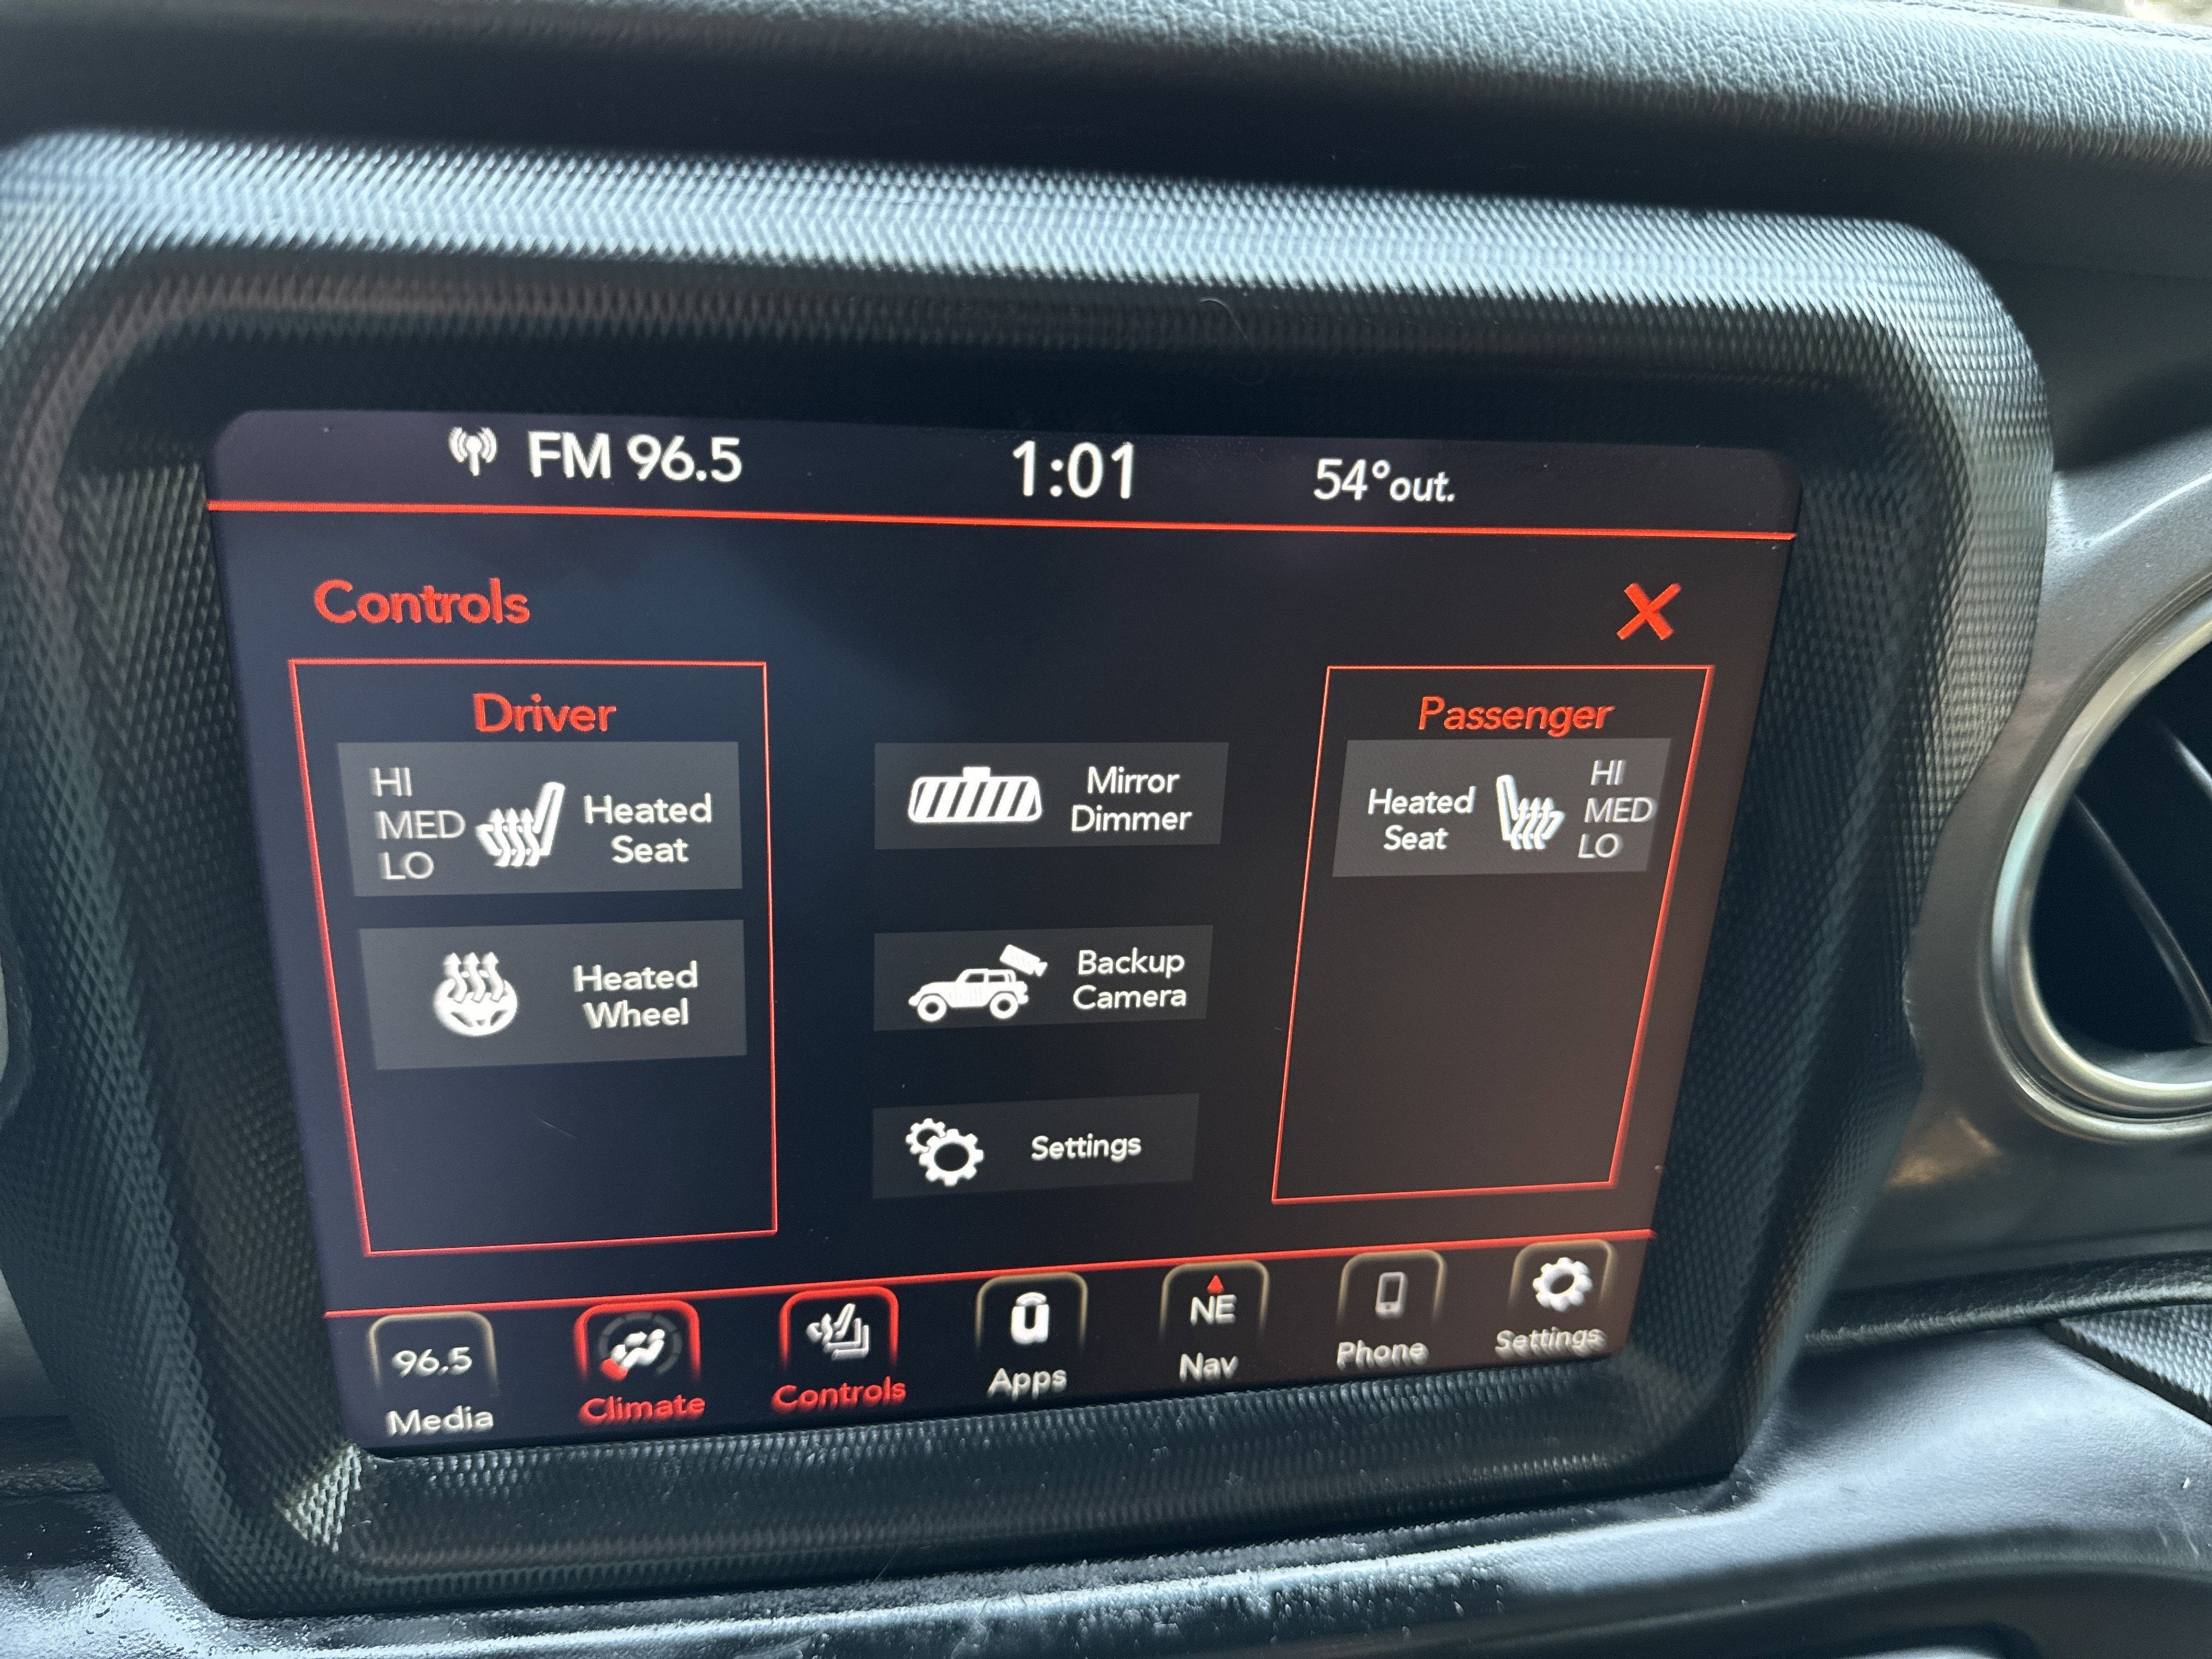 FM 96.5
1:01
54°out.
Controls
Driver
HI
MED
LO
Heated
Seat
Heated
Wheel
Mirror
Dimmer
Backup
Camera
Settings
Passenger
Heated
Seat
HI
MED
LO
96.5
Media
Climate
Controls
Apps
NE
Nav
Phone
Settings